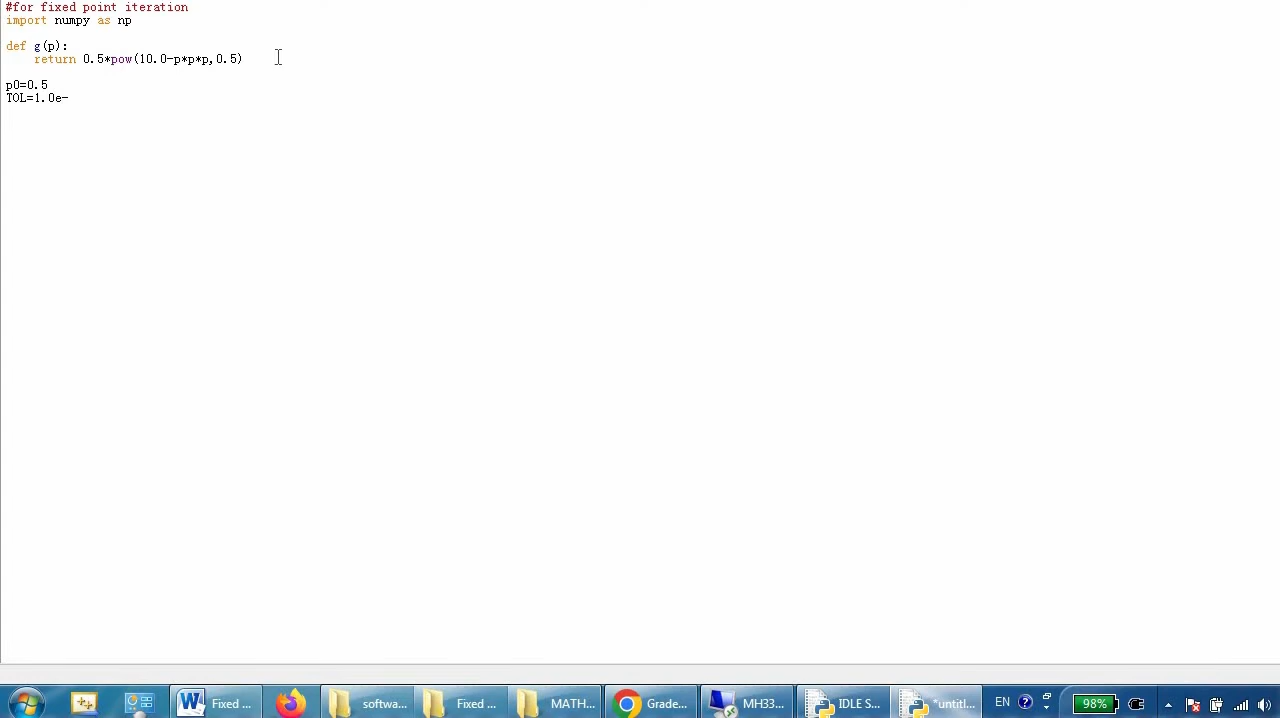 #for fixed point iteration
import numpy as np
def g(p):
return 0.5*pow(10.0-p*p*p,0.5)
p0=0.5
TOL=1.0e-
Fixed ...
softwa...
Fixed ...
MATH...
Grade...
MH33...
IDLE S...
*untitl...
EN
98%